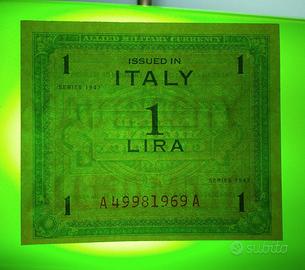 ALLIED MILITARY CURRENCY
1 ISSUED IN 1
ITALY
SERIES 1943
1
LIRA
SERIES 1943
1 A49981969A 1
subito